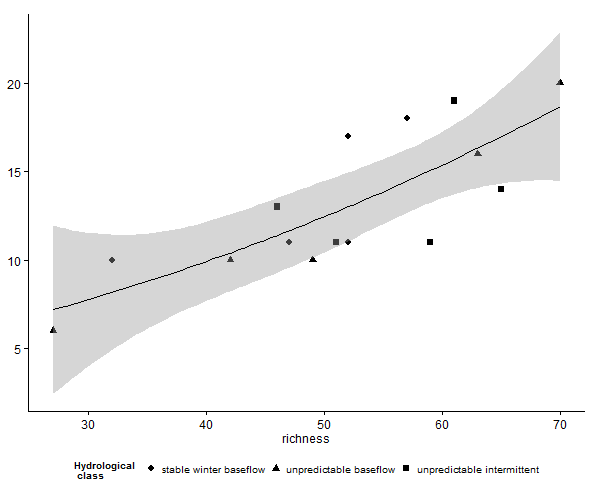 20
15
10
5
30 40 50 60 70
richness
Hydrological
class
stable winter baseflow unpredictable baseflow unpredictable intermittent